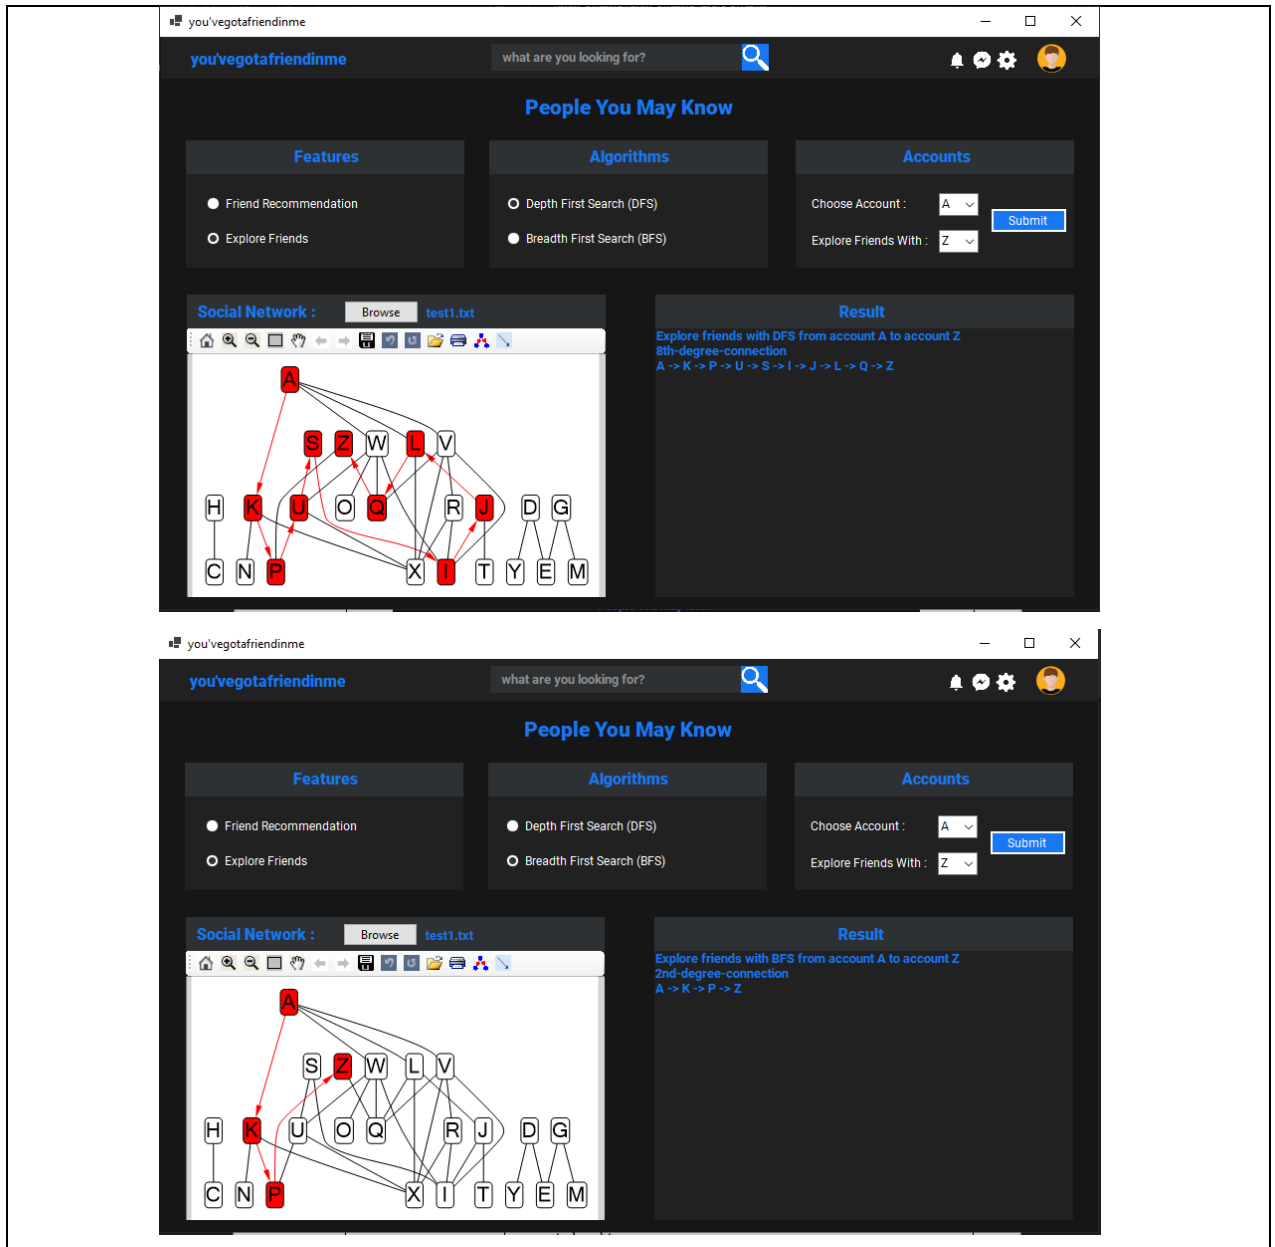 you'vegotafriendinme
you'vegotafriendinme what are you looking for?
People You May Know
Features Algorithms Accounts
Friend Recommendation Depth First Search (DFS) Choose Account : A
Submit
Explore Friends Breadth First Search (BFS) Explore Friends With : Z
Social Network : Browse test1.txt Result
Explore friends with DFS from account A to account Z
8th-degree-connection
A -> K -> P -> U -> S -> I -> J -> L -> Q -> Z
A
S Z W L V
H K U O Q R J D G
C N P X I T Y E M
you'vegotafriendinme
you'vegotafriendinme what are you looking for?
People You May Know
Features Algorithms Accounts
Friend Recommendation Depth First Search (DFS) Choose Account : A
Submit
Explore Friends Breadth First Search (BFS) Explore Friends With : Z
Social Network : Browse test1.txt Result
Explore friends with BFS from account A to account Z
2nd-degree-connection
A -> K -> P -> Z
A
S Z W L V
H K U O Q R J D G
C N P X I T Y E M